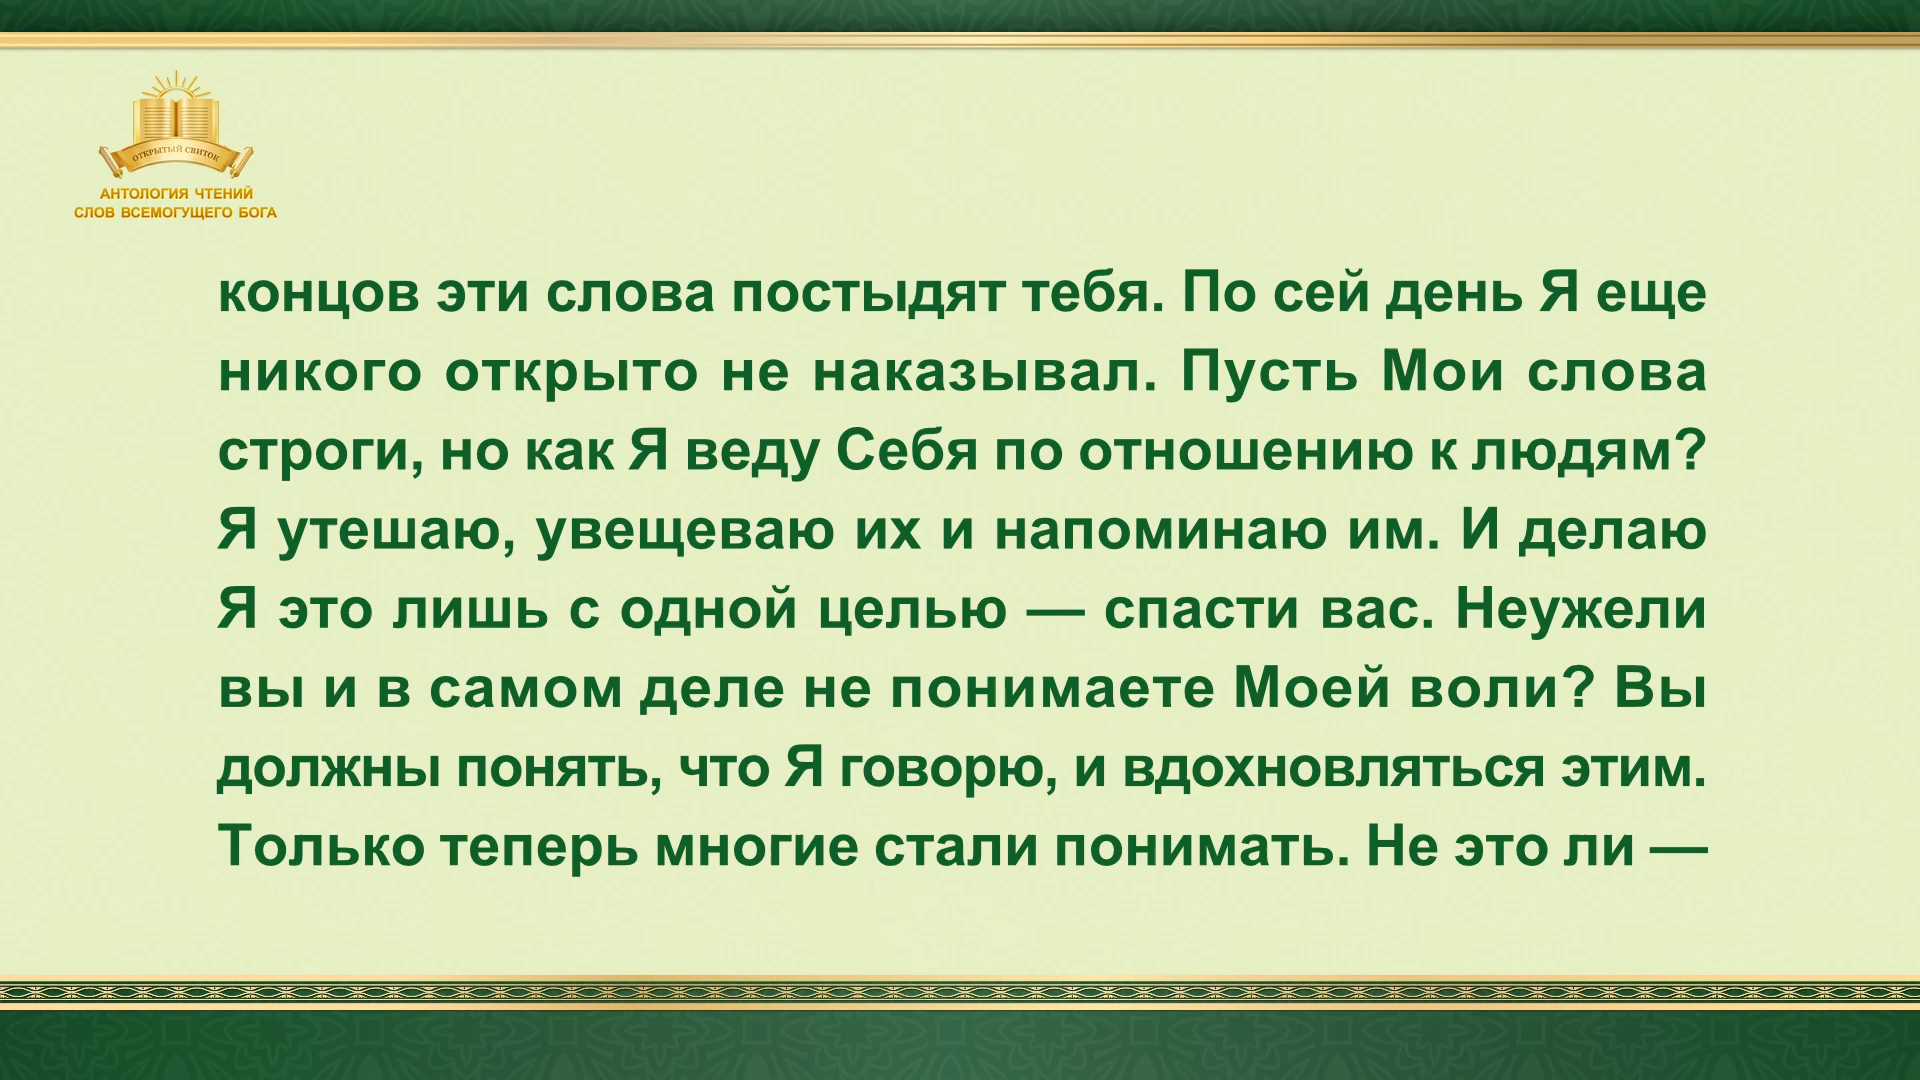 ОТКРЫТЫЙ СВИТОК
АНТОЛОГИЯ ЧТЕНИЙ
СЛОВ ВСЕМОГУЩЕГО БОГА
концов эти слова постыдят тебя. По сей день Я еще
никого открыто не наказывал. Пусть Мои слова
строги, но как Я веду Себя по отношению к людям?
Я утешаю, увещеваю их и напоминаю им. И делаю
Я это лишь с одной целью — спасти вас. Неужели
вы и в самом деле не понимаете Моей воли? Вы
должны понять, что Я говорю, и вдохновляться этим.
Только теперь многие стали понимать. Не это ли —